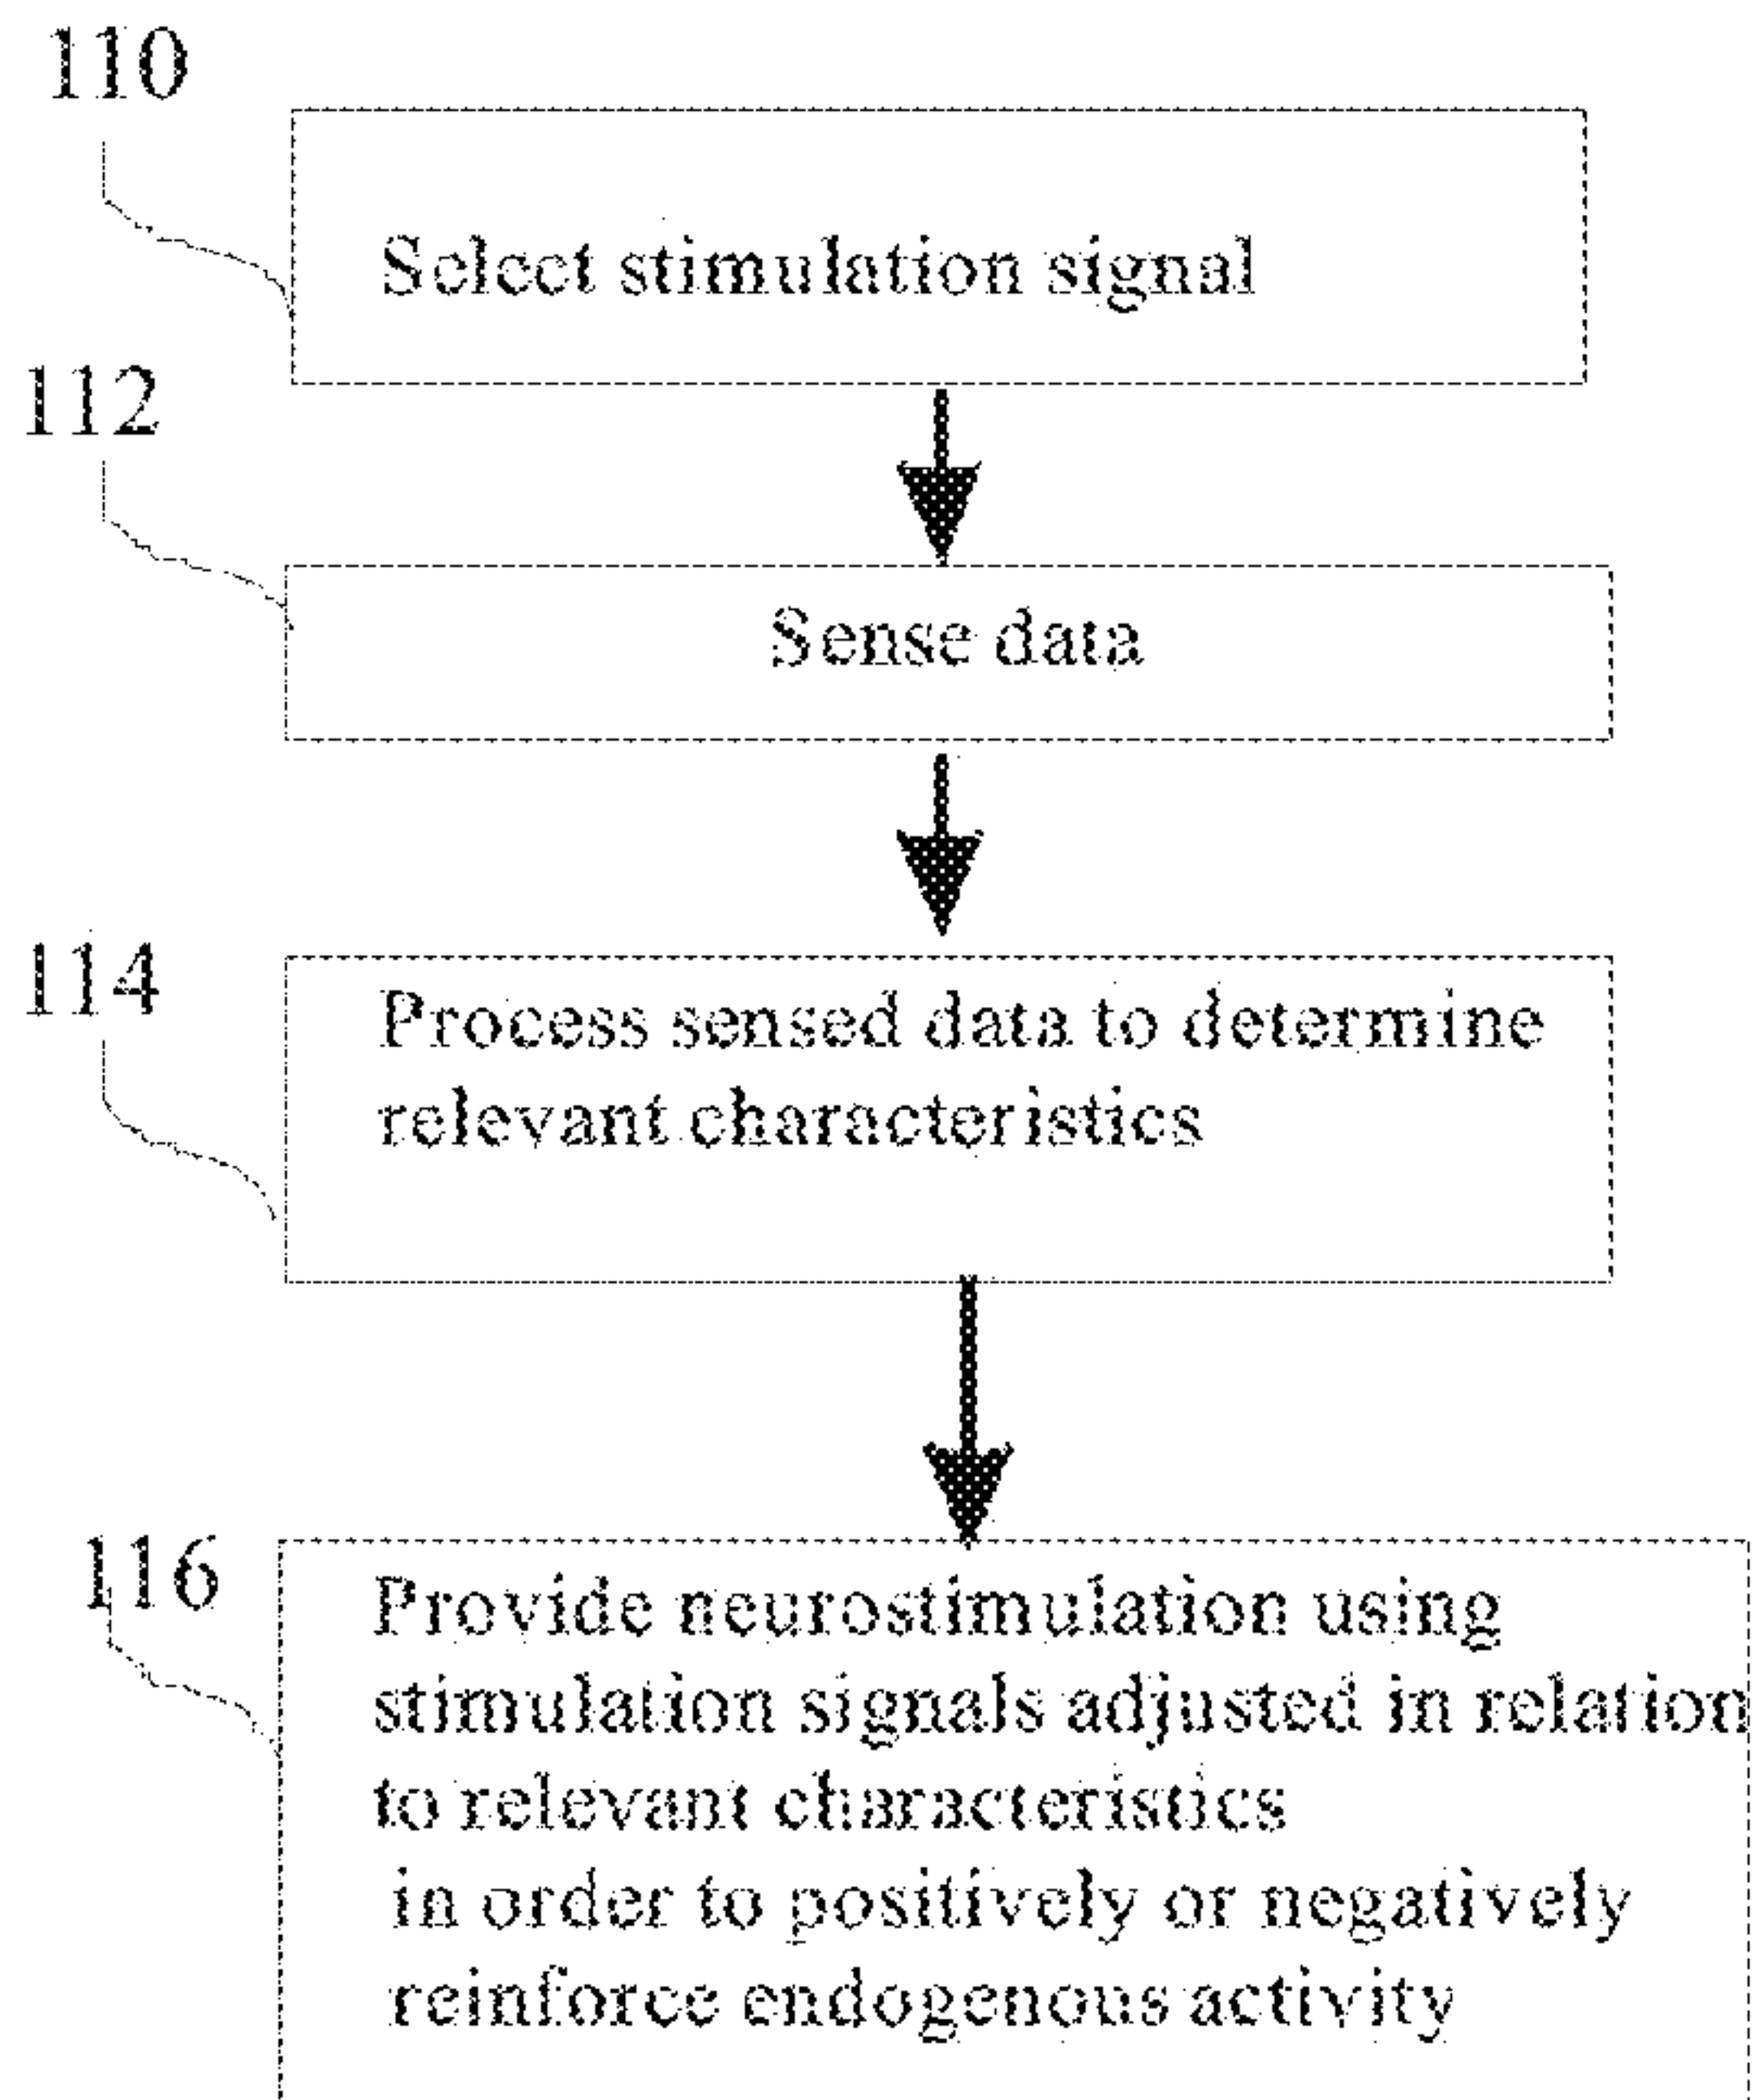 110
Select stimulation signal
112
Sense data
114
Process sensed data to determine
relevant characteristics
116
Provide neurostimulation using
stimulation signals adjusted in relation
to relevant characteristics
in order to positively or negatively
reinforce endogenous activity